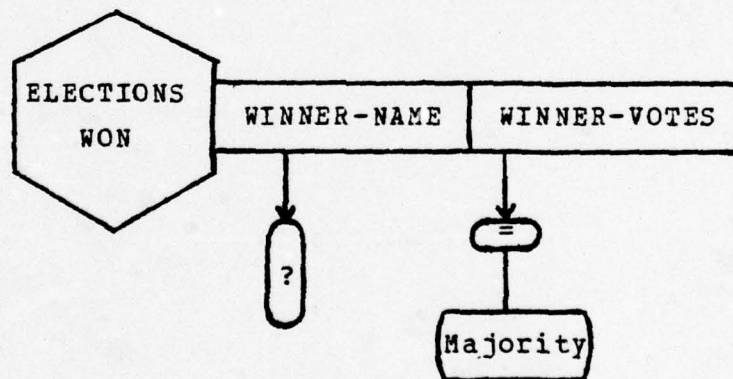 ELECTIONS
WON
WINNER-NAME
WINNER-VOTES
?
=
Majority